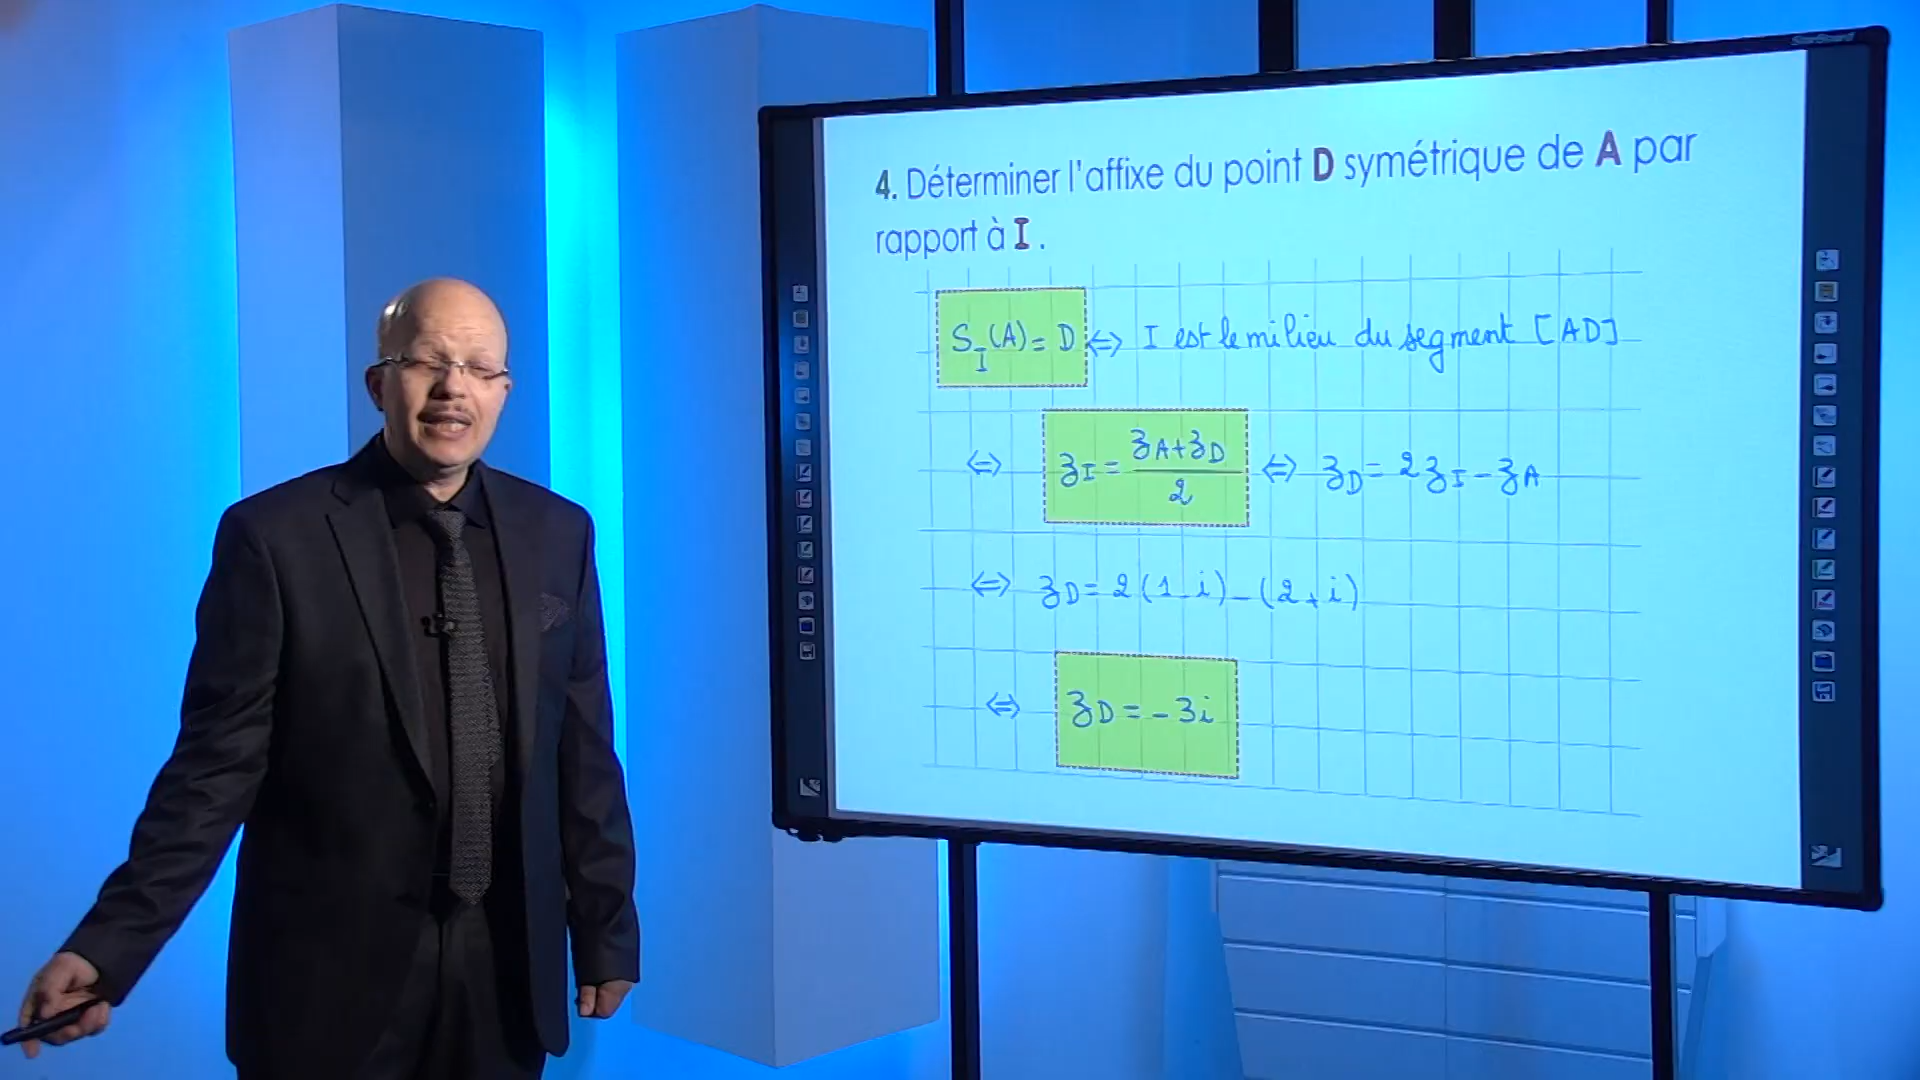 StarBoard
4. Déterminer l'affixe du point D symétrique de A par
rapport à I .
S_I(A) = D ⇔ I est le milieu du segment [AD]
⇔ z_I = (z_A + z_D)/2 ⇔ z_D = 2z_I - z_A
⇔ z_D = 2(1 - i) - (2 + i)
⇔ z_D = -3i